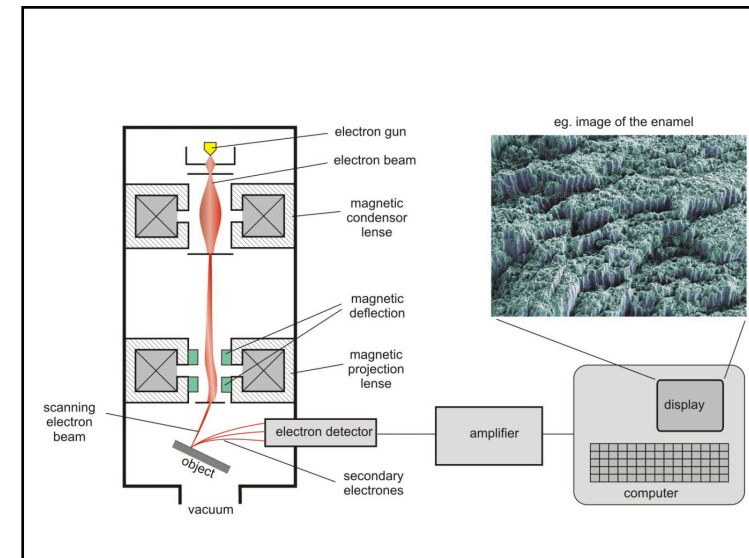 eg. image of the enamel
electron gun
electron beam
magnetic
condensor
lense
magnetic
deflection
magnetic
projection
lense
scanning
electron
beam
object
electron detector
secondary
electrones
vacuum
amplifier
display
computer